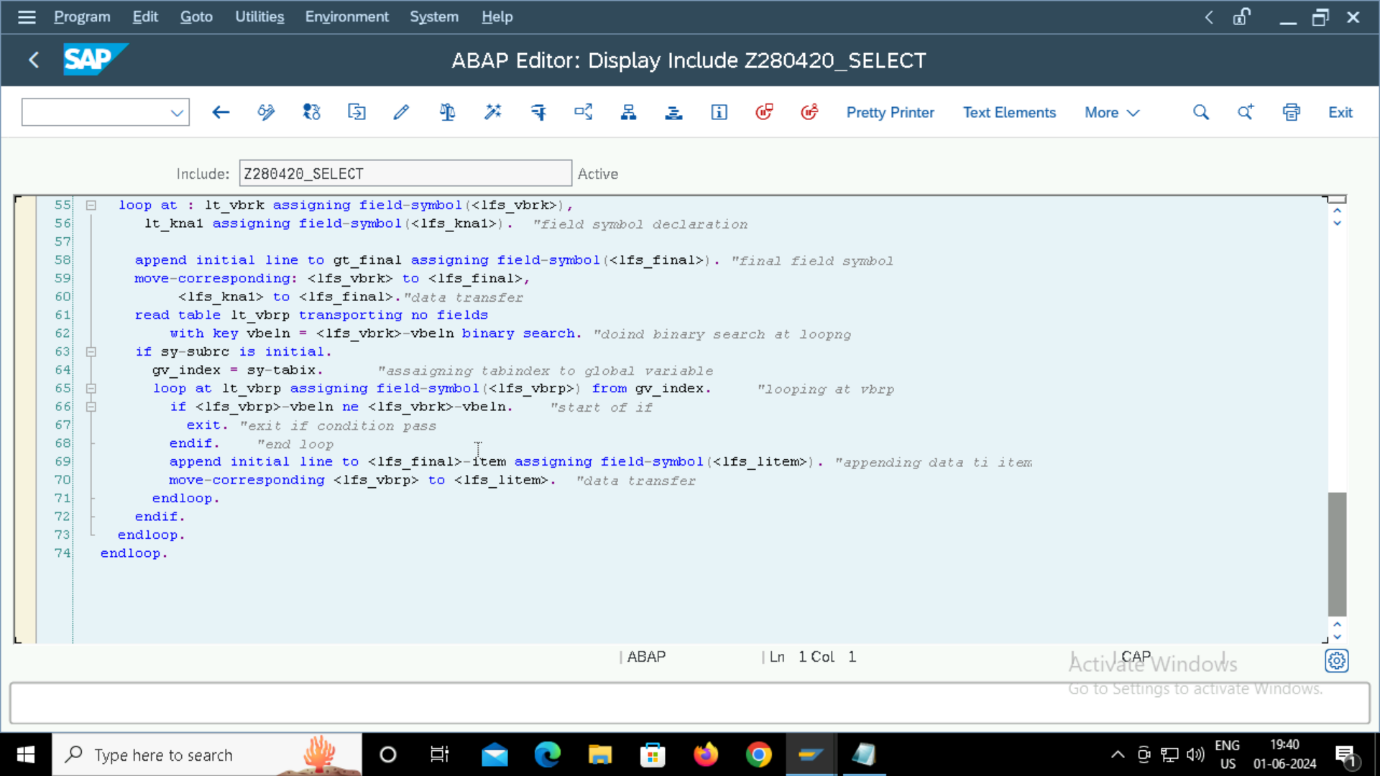 Program Edit Goto Utilities Environment System Help
SAP ABAP Editor: Display Include Z280420_SELECT
Pretty Printer Text Elements More Exit
Include: Z280420_SELECT Active
55 loop at : lt_vbrk assigning field-symbol(<lfs_vbrk>),
56 lt_kna1 assigning field-symbol(<lfs_kna1>). "field symbol declaration
57
58 append initial line to gt_final assigning field-symbol(<lfs_final>). "final field symbol
59 move-corresponding: <lfs_vbrk> to <lfs_final>,
60 <lfs_kna1> to <lfs_final>."data transfer
61 read table lt_vbrp transporting no fields
62 with key vbeln = <lfs_vbrk>-vbeln binary search. "doind binary search at loopng
63 if sy-subrc is initial.
64 gv_index = sy-tabix. "assaigning tabindex to global variable
65 loop at lt_vbrp assigning field-symbol(<lfs_vbrp>) from gv_index. "looping at vbrp
66 if <lfs_vbrp>-vbeln ne <lfs_vbrk>-vbeln. "start of if
67 exit. "exit if condition pass
68 endif. "end loop
69 append initial line to <lfs_final>-item assigning field-symbol(<lfs_litem>). "appending data ti item
70 move-corresponding <lfs_vbrp> to <lfs_litem>. "data transfer
71 endloop.
72 endif.
73 endloop.
74 endloop.
ABAP Ln 1 Col 1 CAP
Activate Windows
Go to Settings to activate Windows.
Type here to search
ENG 19:40
US 01-06-2024
1